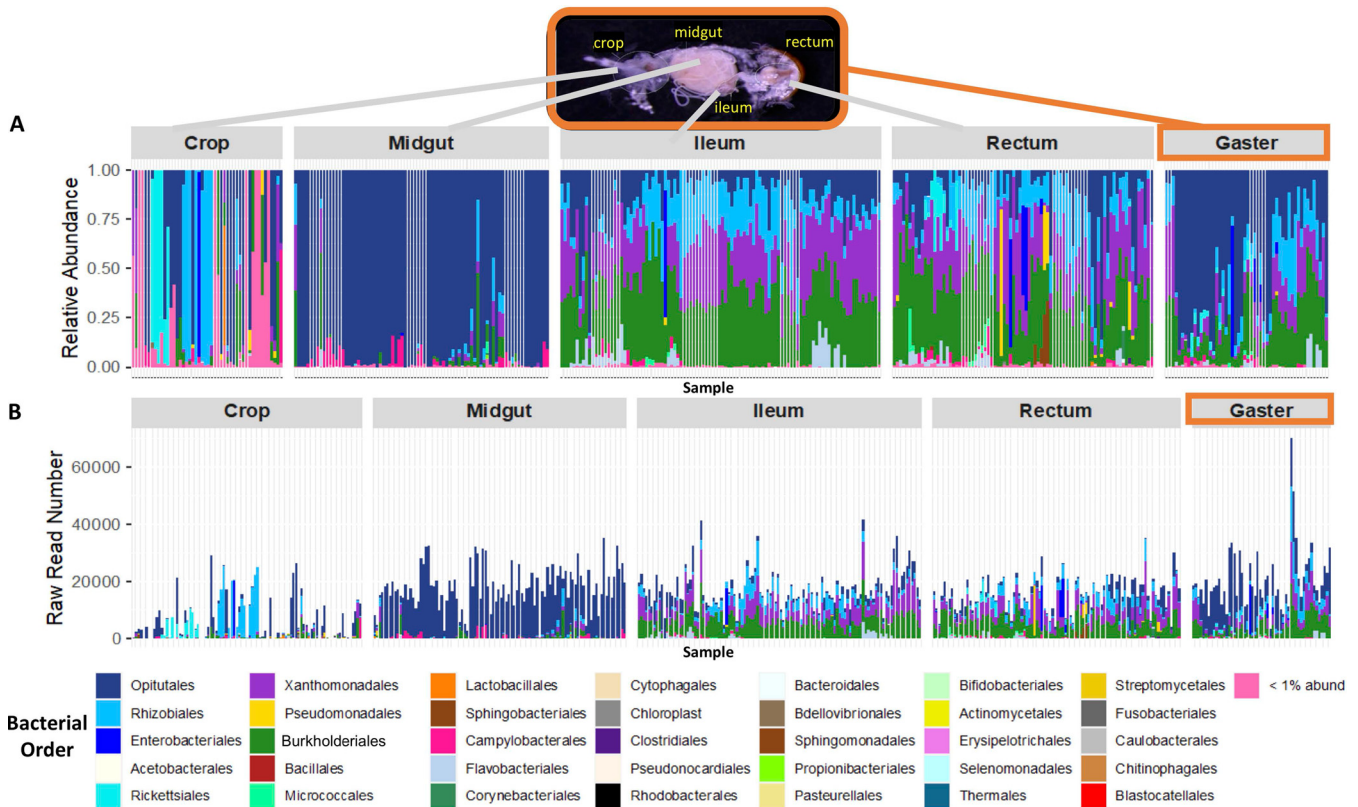 crop
midgut
rectum
ileum
A
Crop
Midgut
Ileum
Rectum
Gaster
Relative Abundance
1.00
0.75
0.50
0.25
0.00
Sample
B
Crop
Midgut
Ileum
Rectum
Gaster
Raw Read Number
60000
40000
20000
0
Sample
Bacterial
Order
Opitutales
Xanthomonadales
Lactobacillales
Cytophagales
Bacteroidales
Bifidobacteriales
Streptomycetales
< 1% abund
Rhizobiales
Pseudomonadales
Sphingobacteriales
Chloroplast
Bdellovibrionales
Actinomycetales
Fusobacteriales
Enterobacteriales
Burkholderiales
Campylobacterales
Clostridiales
Sphingomonadales
Erysipelotrichales
Caulobacterales
Acetobacterales
Bacillales
Flavobacteriales
Pseudonocardiales
Propionibacteriales
Selenomonadales
Chitinophagales
Rickettsiales
Micrococcales
Corynebacteriales
Rhodobacterales
Pasteurellales
Thermales
Blastocatellales